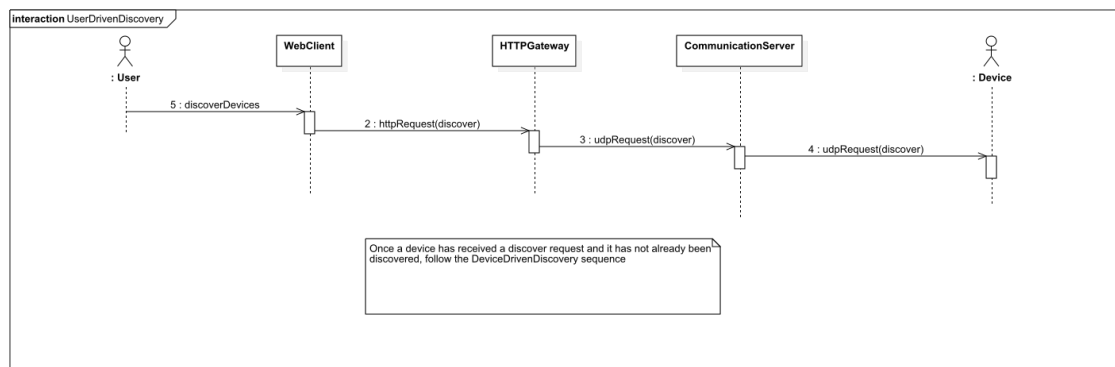 interaction UserDrivenDiscovery
WebClient
HTTPGateway
CommunicationServer
: User
: Device
5 : discoverDevices
2 : httpRequest(discover)
3 : udpRequest(discover)
4 : udpRequest(discover)
Once a device has received a discover request and it has not already been
discovered, follow the DeviceDrivenDiscovery sequence